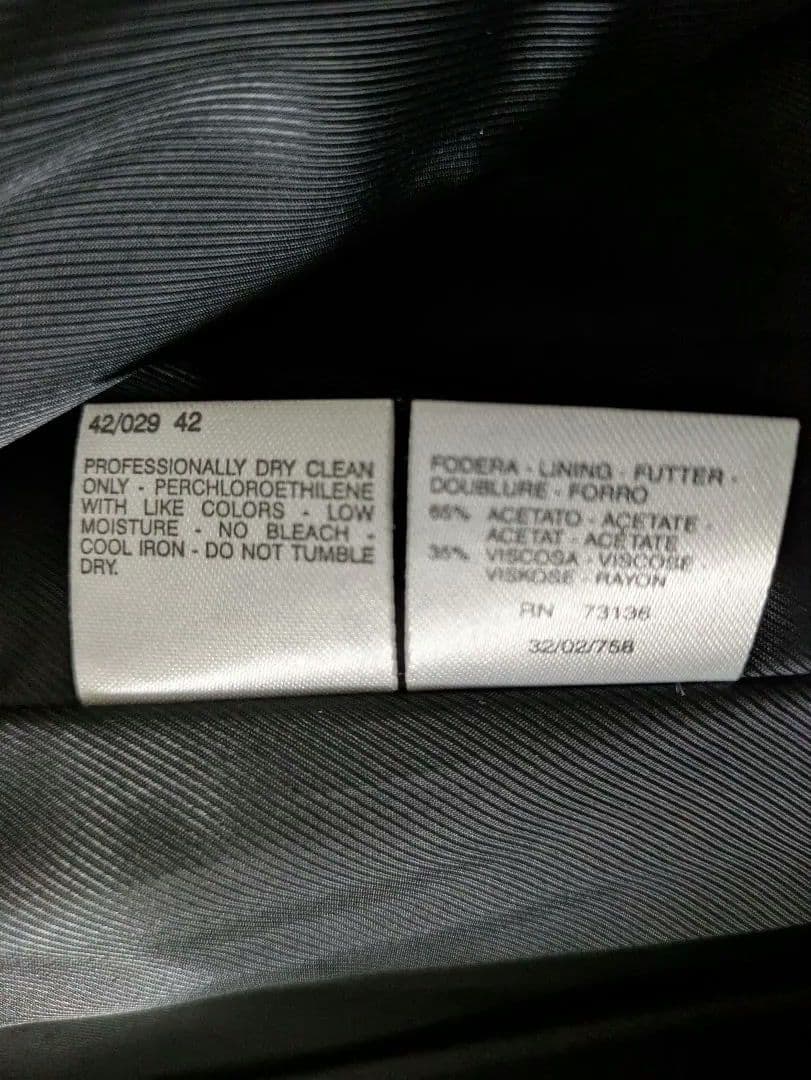 42/029 42
PROFESSIONALLY DRY CLEAN
ONLY - PERCHLOROETHILENE
WITH LIKE COLORS - LOW
MOISTURE - NO BLEACH -
COOL IRON - DO NOT TUMBLE
DRY.
FODERA - LINING - FUTTER -
DOUBLURE - FORRO
65% ACETATO - ACETATE -
ACETAT - ACÉTATE
35% VISCOSA - VISCOSE -
VISKOSE - RAYON
RN 73136
32/02/758